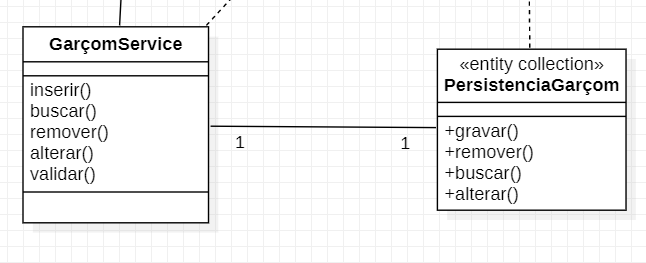 GarçomService
inserir()
buscar()
remover()
alterar()
validar()
1
1
«entity collection»
PersistenciaGarçom
+gravar()
+remover()
+buscar()
+alterar()